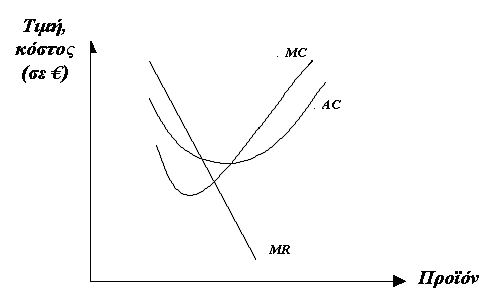 Τιμή,
κόστος
(σε €)
. MC
. AC
MR
Προϊόν